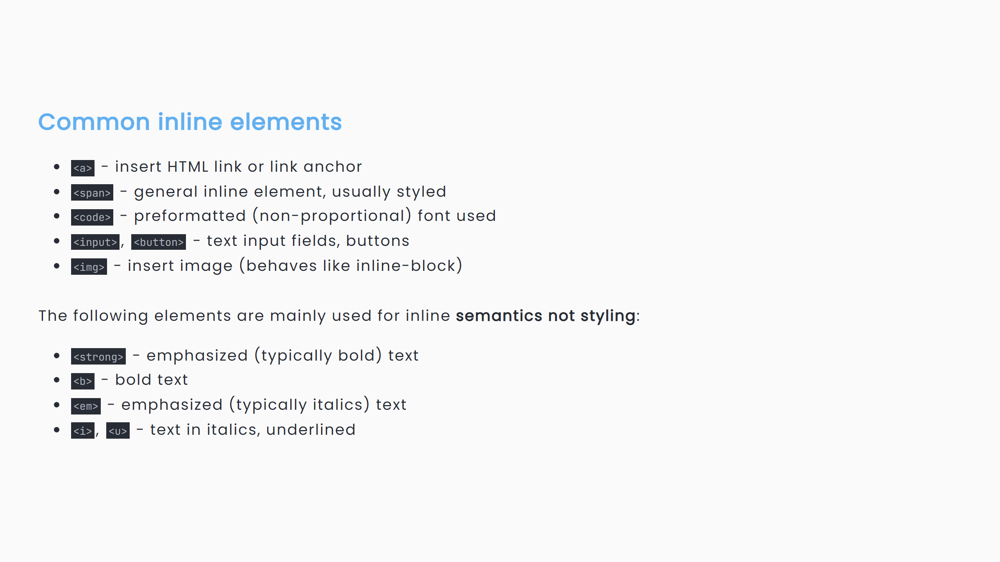 Common inline elements
• <a> - insert HTML link or link anchor
• <span> - general inline element, usually styled
• <code> - preformatted (non-proportional) font used
• <input>, <button> - text input fields, buttons
• <img> - insert image (behaves like inline-block)
The following elements are mainly used for inline semantics not styling:
• <strong> - emphasized (typically bold) text
• <b> - bold text
• <em> - emphasized (typically italics) text
• <i>, <u> - text in italics, underlined